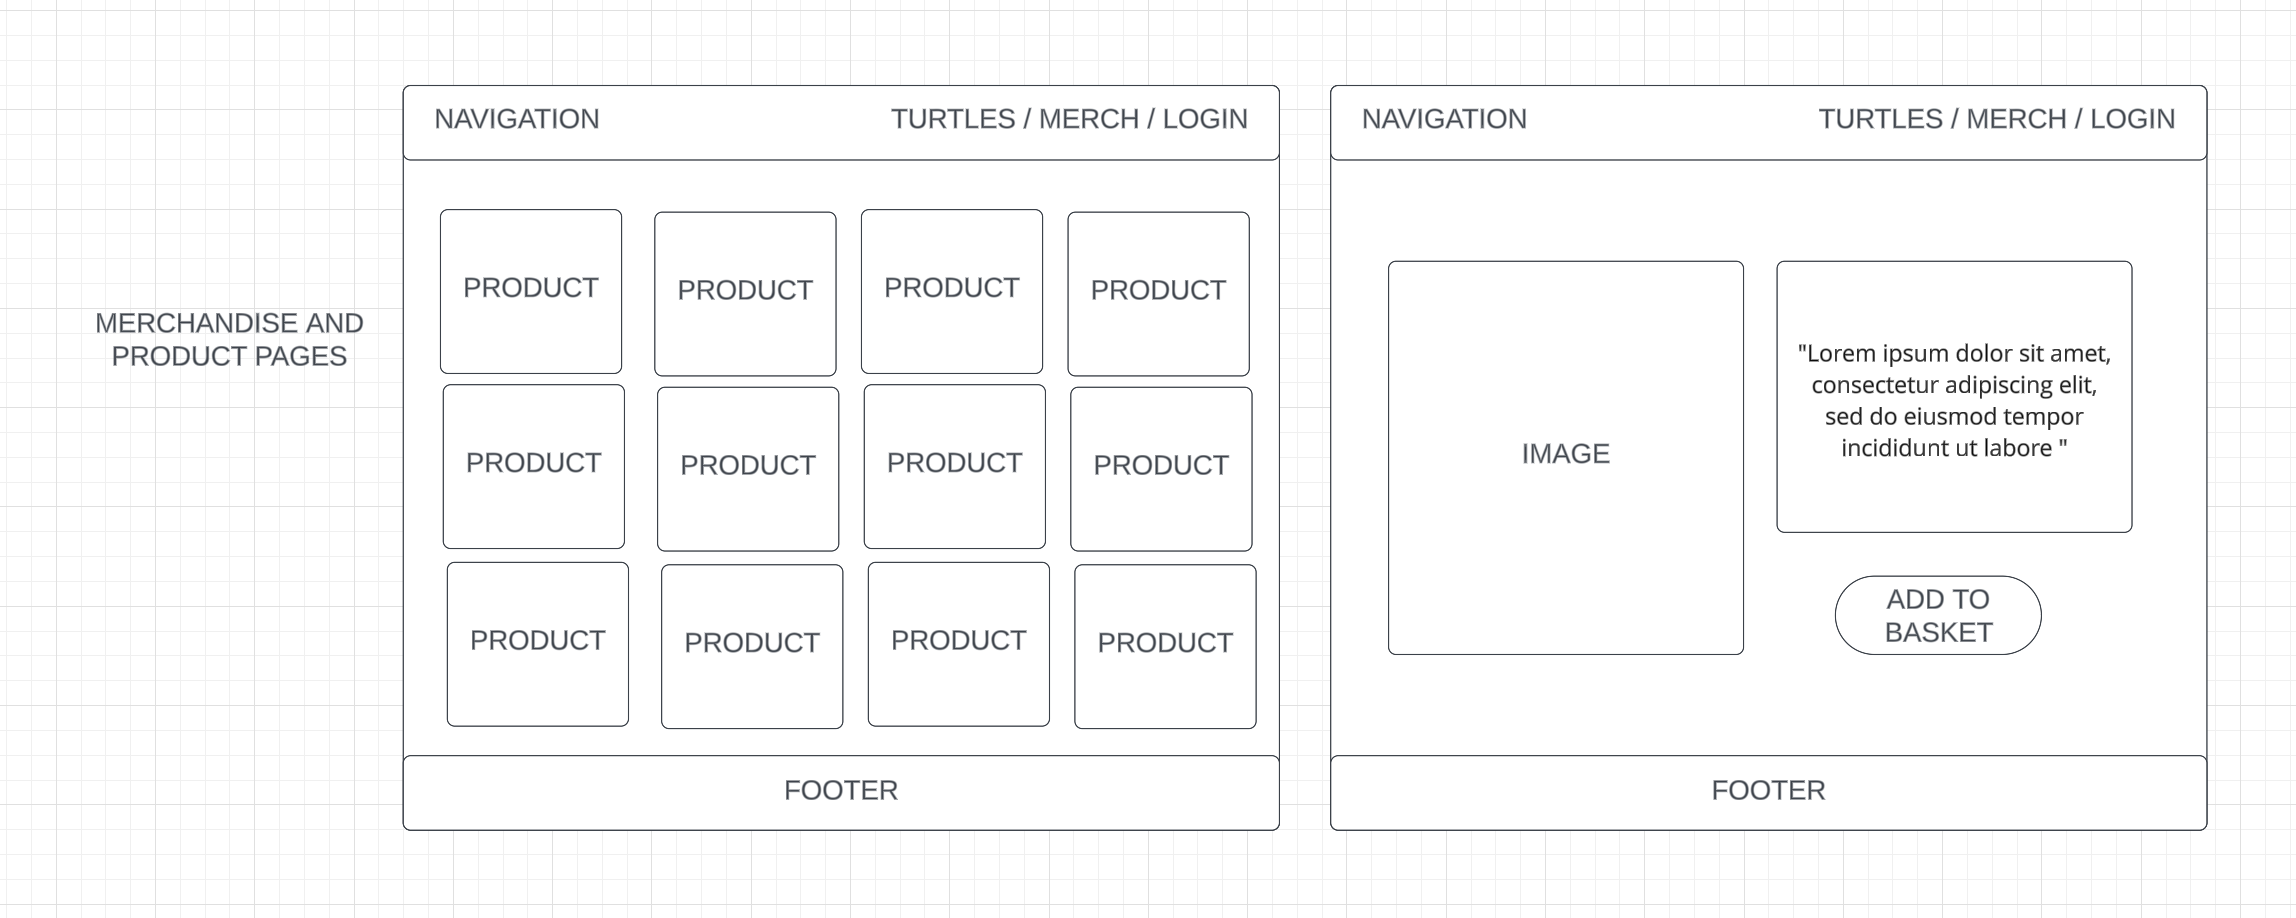 MERCHANDISE AND
PRODUCT PAGES
NAVIGATION
TURTLES / MERCH / LOGIN
PRODUCT
PRODUCT
PRODUCT
PRODUCT
PRODUCT
PRODUCT
PRODUCT
PRODUCT
PRODUCT
PRODUCT
PRODUCT
PRODUCT
FOOTER
NAVIGATION
TURTLES / MERCH / LOGIN
IMAGE
"Lorem ipsum dolor sit amet,
consectetur adipiscing elit,
sed do eiusmod tempor
incididunt ut labore "
ADD TO
BASKET
FOOTER